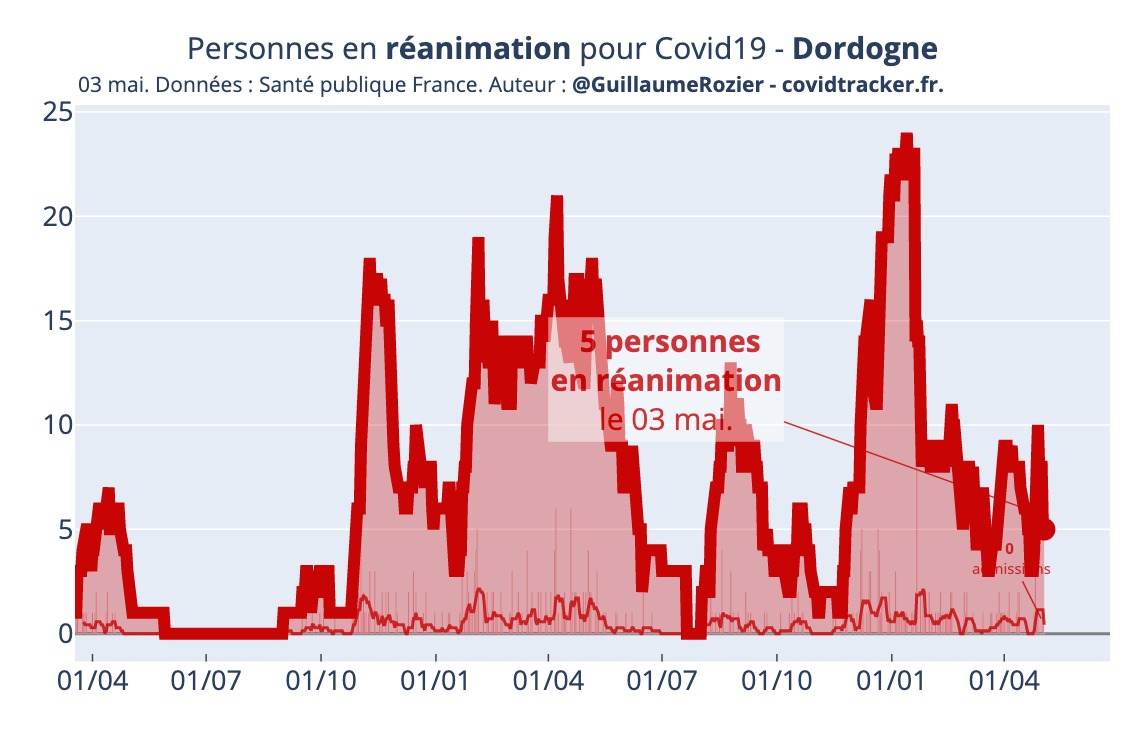 Personnes en réanimation pour Covid19 - Dordogne
03 mai. Données : Santé publique France. Auteur : @GuillaumeRozier - covidtracker.fr.
25
20
15
10
5
0
5 personnes
en réanimation
le 03 mai.
0
admissions
01/04
01/07
01/10
01/01
01/04
01/07
01/10
01/01
01/04